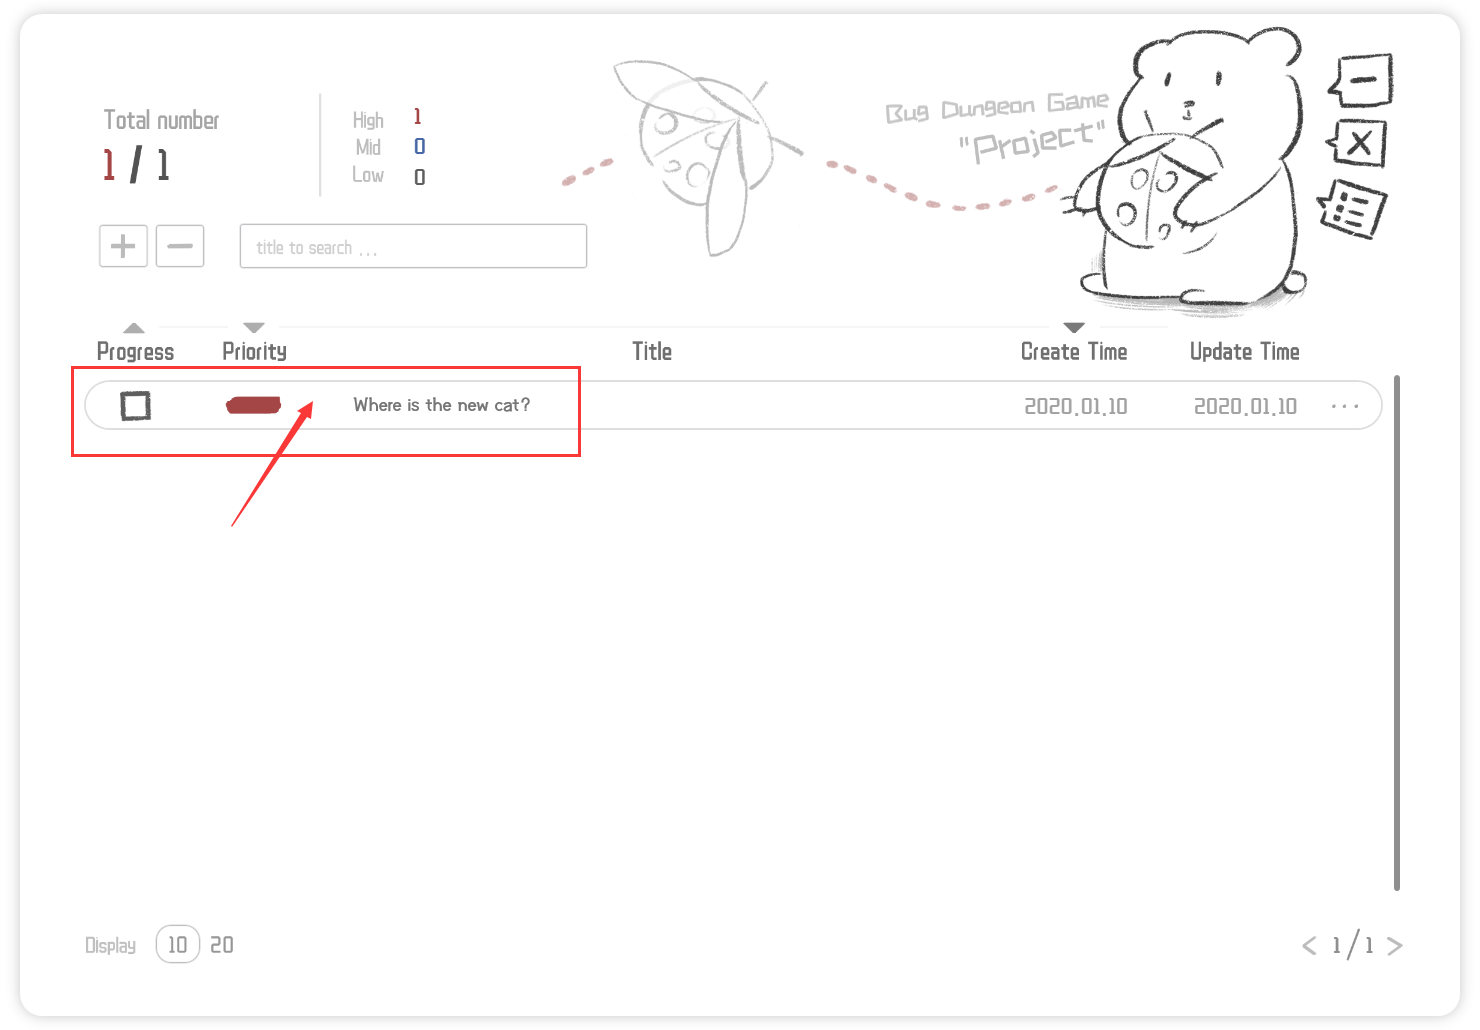 Total number
1 / 1
High 1
Mid 0
Low 0
Bug Dungeon Game
"Project"
title to search ...
Progress Priority Title Create Time Update Time
Where is the new cat? 2020.01.10 2020.01.10 ...
Display 10 20
< 1 / 1 >